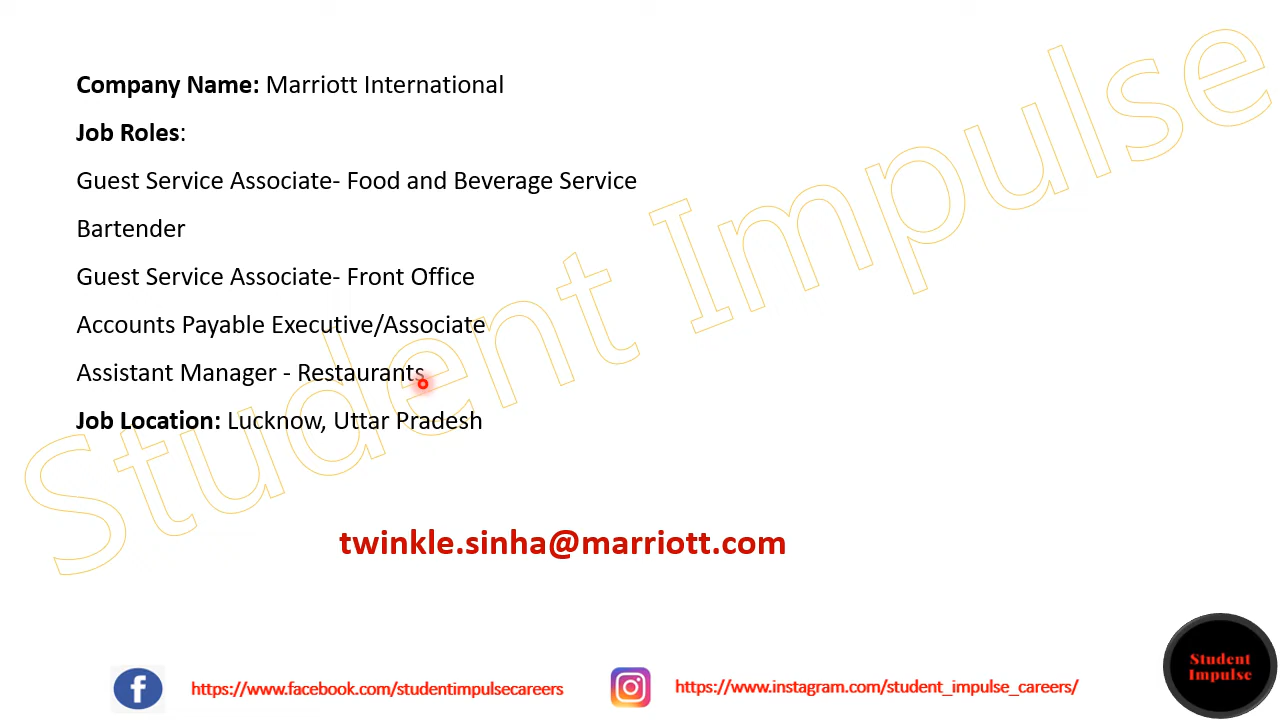 Company Name: Marriott International
Job Roles:
Guest Service Associate- Food and Beverage Service
Bartender
Guest Service Associate- Front Office
Accounts Payable Executive/Associate
Assistant Manager - Restaurants
Job Location: Lucknow, Uttar Pradesh
Student Impulse
twinkle.sinha@marriott.com
https://www.facebook.com/studentimpulsecareers
https://www.instagram.com/student_impulse_careers/
Student
Impulse